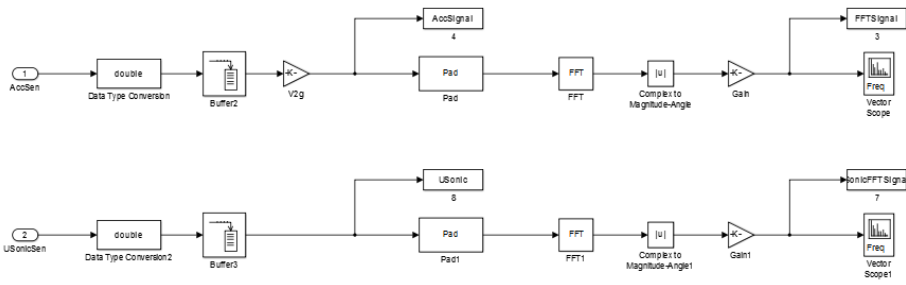 AccSignal
4
FFTSignal
3
1
AccSen
double
Data Type Conversion
Buffer2
-K-
V2g
Pad
Pad
FFT
FFT
|u|
Complex to
Magnitude-Angle
-K-
Gain
Freq
Vector
Scope
USonic
8
onicFFTSigna
7
2
USonicSen
double
Data Type Conversion2
Buffer3
Pad
Pad1
FFT
FFT1
|u|
Complex to
Magnitude-Angle1
-K-
Gain1
Freq
Vector
Scope1